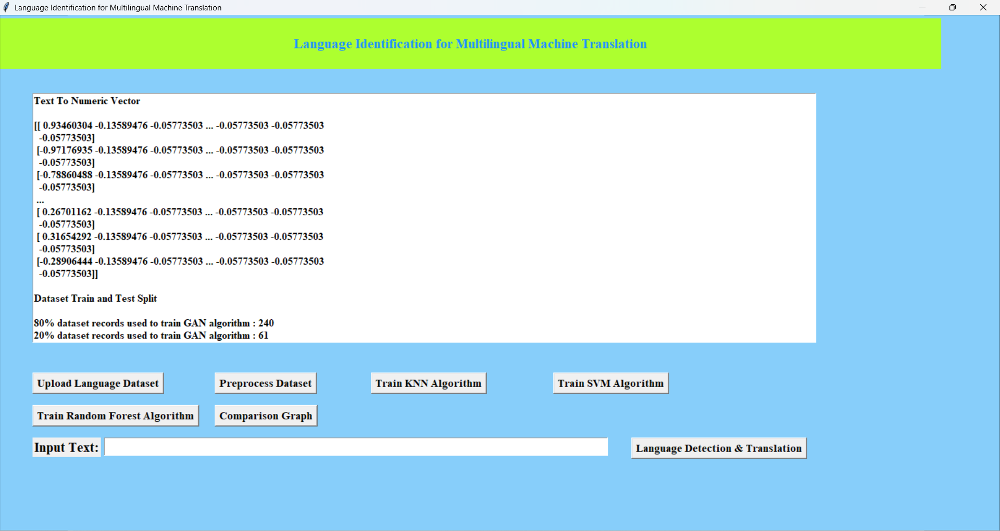 Language Identification for Multilingual Machine Translation
Language Identification for Multilingual Machine Translation
Text To Numeric Vector
[[ 0.93460304 -0.13589476 -0.05773503 ... -0.05773503 -0.05773503
-0.05773503]
[-0.97176935 -0.13589476 -0.05773503 ... -0.05773503 -0.05773503
-0.05773503]
[-0.78860488 -0.13589476 -0.05773503 ... -0.05773503 -0.05773503
-0.05773503]
...
[ 0.26701162 -0.13589476 -0.05773503 ... -0.05773503 -0.05773503
-0.05773503]
[ 0.31654292 -0.13589476 -0.05773503 ... -0.05773503 -0.05773503
-0.05773503]
[-0.28906444 -0.13589476 -0.05773503 ... -0.05773503 -0.05773503
-0.05773503]]
Dataset Train and Test Split
80% dataset records used to train GAN algorithm : 240
20% dataset records used to train GAN algorithm : 61
Upload Language Dataset Preprocess Dataset Train KNN Algorithm Train SVM Algorithm
Train Random Forest Algorithm Comparison Graph
Input Text: Language Detection & Translation